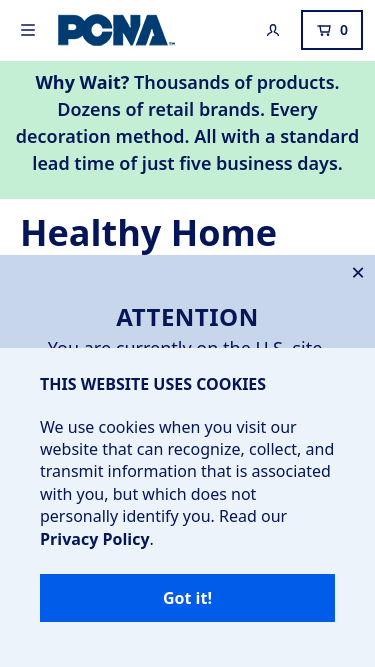 PCNA
0
Why Wait? Thousands of products.
Dozens of retail brands. Every
decoration method. All with a standard
lead time of just five business days.
Healthy Home
ATTENTION
You are currently on the U.S. site.
THIS WEBSITE USES COOKIES
We use cookies when you visit our
website that can recognize, collect, and
transmit information that is associated
with you, but which does not
personally identify you. Read our
Privacy Policy.
Got it!